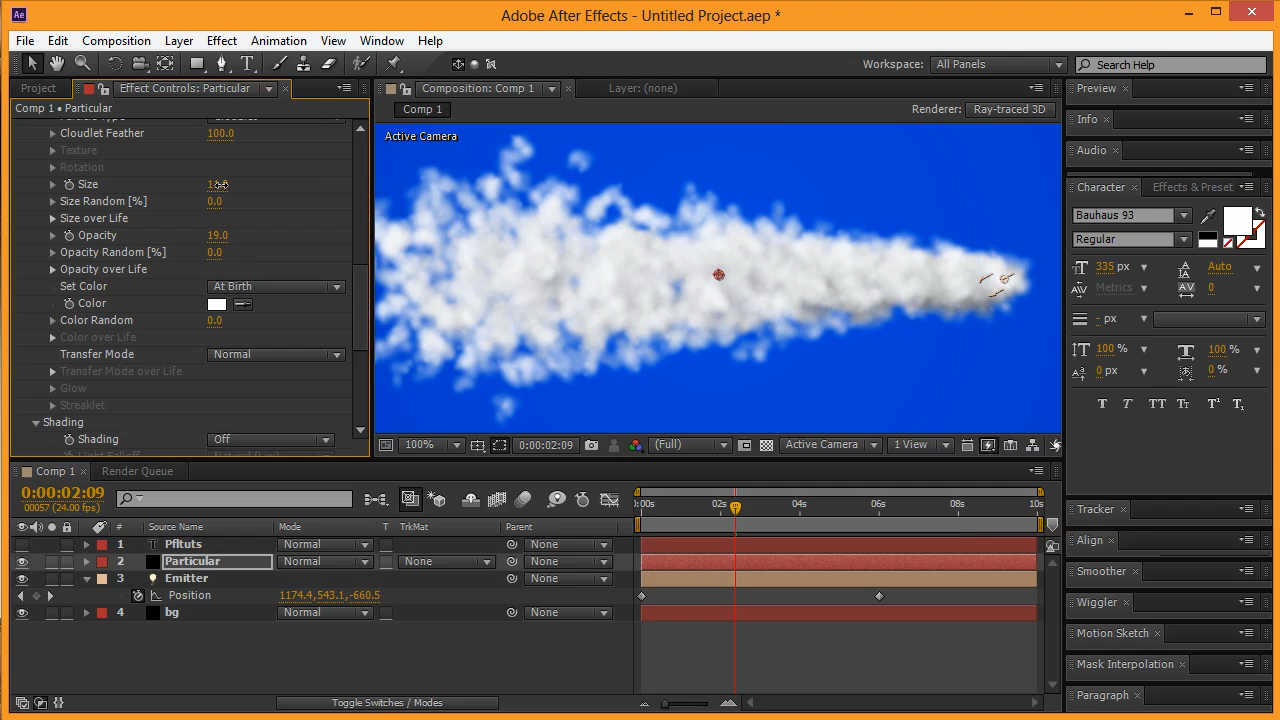 Ae
Adobe After Effects - Untitled Project.aep *
File Edit Composition Layer Effect Animation View Window Help
Workspace: All Panels
Search Help
Project
Effect Controls: Particular
Comp 1 • Particular
Cloudlet Feather 100.0
Texture
Rotation
Size
Size Random [%] 0.0
Size over Life
Opacity 19.0
Opacity Random [%] 0.0
Opacity over Life
Set Color At Birth
Color
Color Random 0.0
Color over Life
Transfer Mode Normal
Transfer Mode over Life
Glow
Streaklet
Shading
Shading Off
Composition: Comp 1
Layer: (none)
Comp 1
Renderer: Ray-traced 3D
Active Camera
100%
0:00:02:09
(Full)
Active Camera
1 View
Preview
Info
Audio
Character
Effects & Preset
Bauhaus 93
Regular
335 px
Auto
Metrics
0
- px
100 %
100 %
0 px
0 %
T T TT Tt T¹ T₁
Tracker
Align
Smoother
Wiggler
Motion Sketch
Mask Interpolation
Paragraph
Comp 1
Render Queue
0:00:02:09
00057 (24.00 fps)
:00s 02s 04s 06s 08s 10s
# Source Name Mode T TrkMat Parent
1 T Pfltuts Normal None
2 Particular Normal None None
3 Emitter None
Position 1174.4,543.1,-660.5
4 bg Normal None
Toggle Switches / Modes